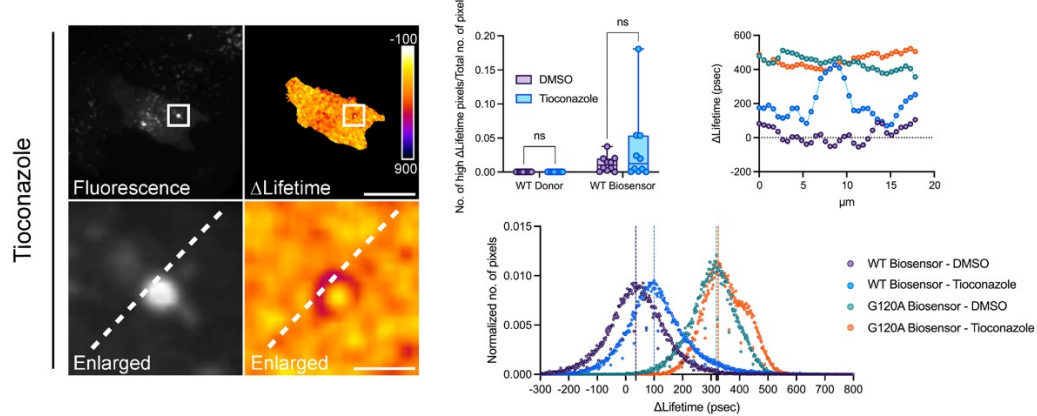 Tioconazole
Fluorescence
ΔLifetime
-100
900
Enlarged
Enlarged
No. of high ΔLifetime pixels/Total no. of pixels
0.20
0.15
0.10
0.05
0.00
ns
ns
DMSO
Tioconazole
WT Donor
WT Biosensor
ΔLifetime (psec)
600
400
200
0
-200
0
5
10
15
20
μm
Normalized no. of pixels
0.015
0.010
0.005
0.000
-300 -200 -100 0 100 200 300 400 500 600 700 800
ΔLifetime (psec)
WT Biosensor - DMSO
WT Biosensor - Tioconazole
G120A Biosensor - DMSO
G120A Biosensor - Tioconazole